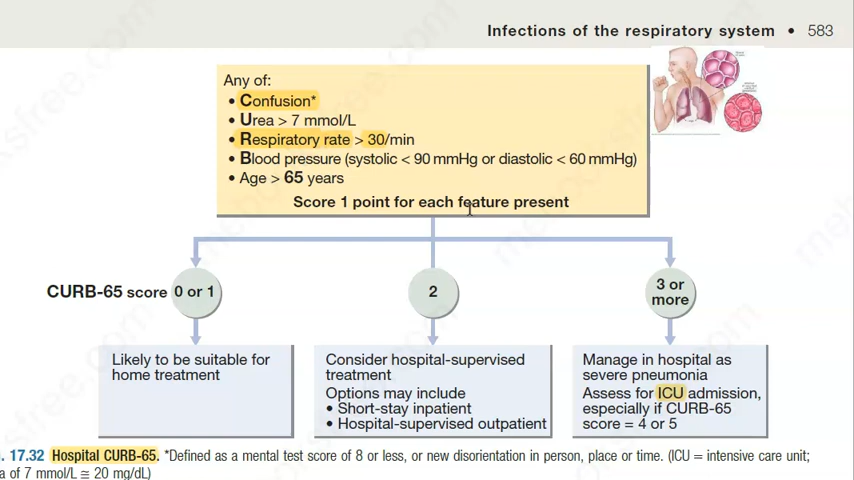 Infections of the respiratory system • 583
Any of:
• Confusion*
• Urea > 7 mmol/L
• Respiratory rate > 30/min
• Blood pressure (systolic < 90 mmHg or diastolic < 60 mmHg)
• Age > 65 years
Score 1 point for each feature present
CURB-65 score 0 or 1
2
3 or
more
Likely to be suitable for
home treatment
Consider hospital-supervised
treatment
Options may include
• Short-stay inpatient
• Hospital-supervised outpatient
Manage in hospital as
severe pneumonia
Assess for ICU admission,
especially if CURB-65
score = 4 or 5
. 17.32 Hospital CURB-65. *Defined as a mental test score of 8 or less, or new disorientation in person, place or time. (ICU = intensive care unit;
a of 7 mmol/L ≅ 20 mg/dL)